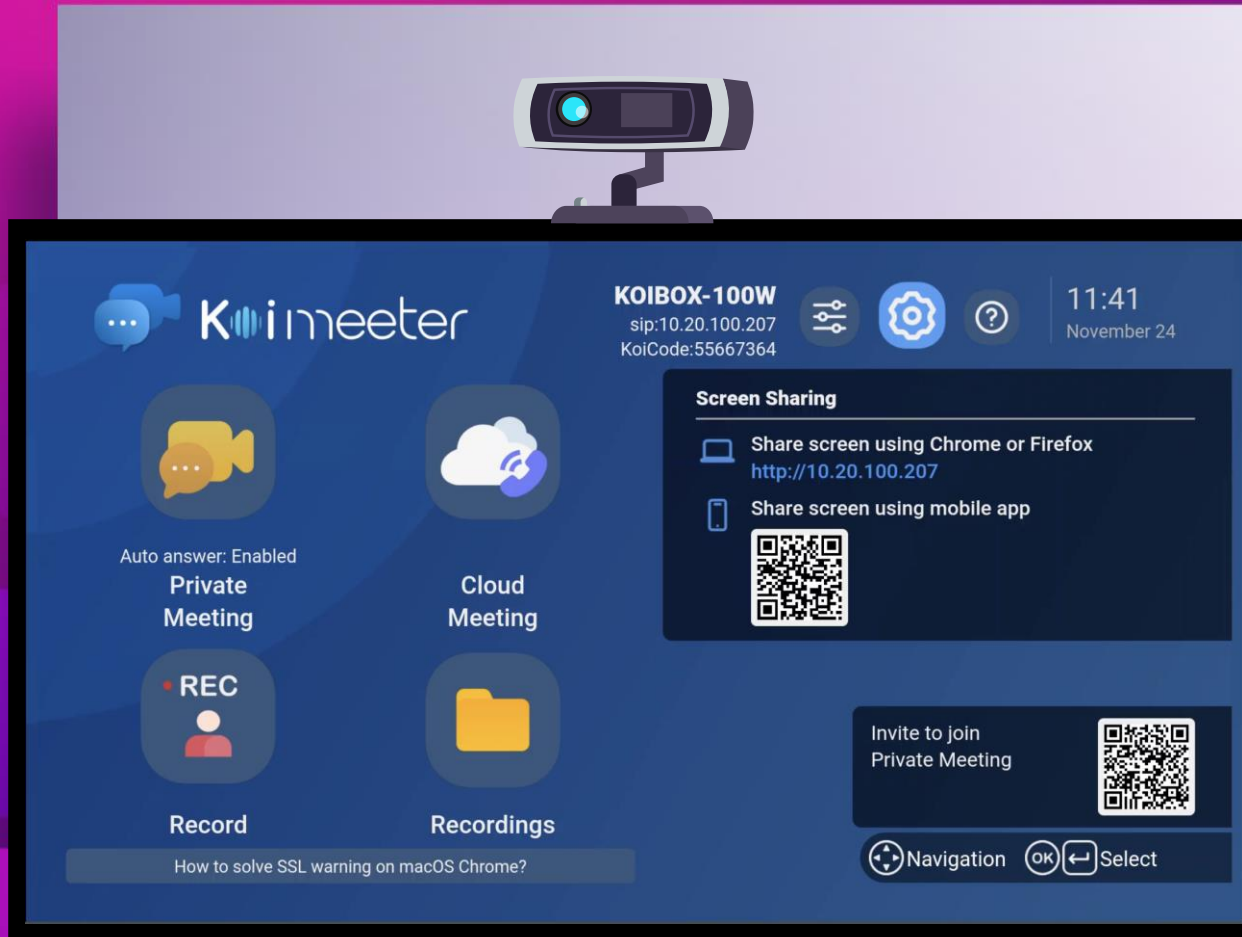 Koimeeter
KOIBOX-100W
sip:10.20.100.207
KoiCode:55667364
11:41
November 24
Screen Sharing
Share screen using Chrome or Firefox
http://10.20.100.207
Share screen using mobile app
Auto answer: Enabled
Private
Meeting
Cloud
Meeting
REC
Record
Recordings
How to solve SSL warning on macOS Chrome?
Invite to join
Private Meeting
Navigation
OK
Select